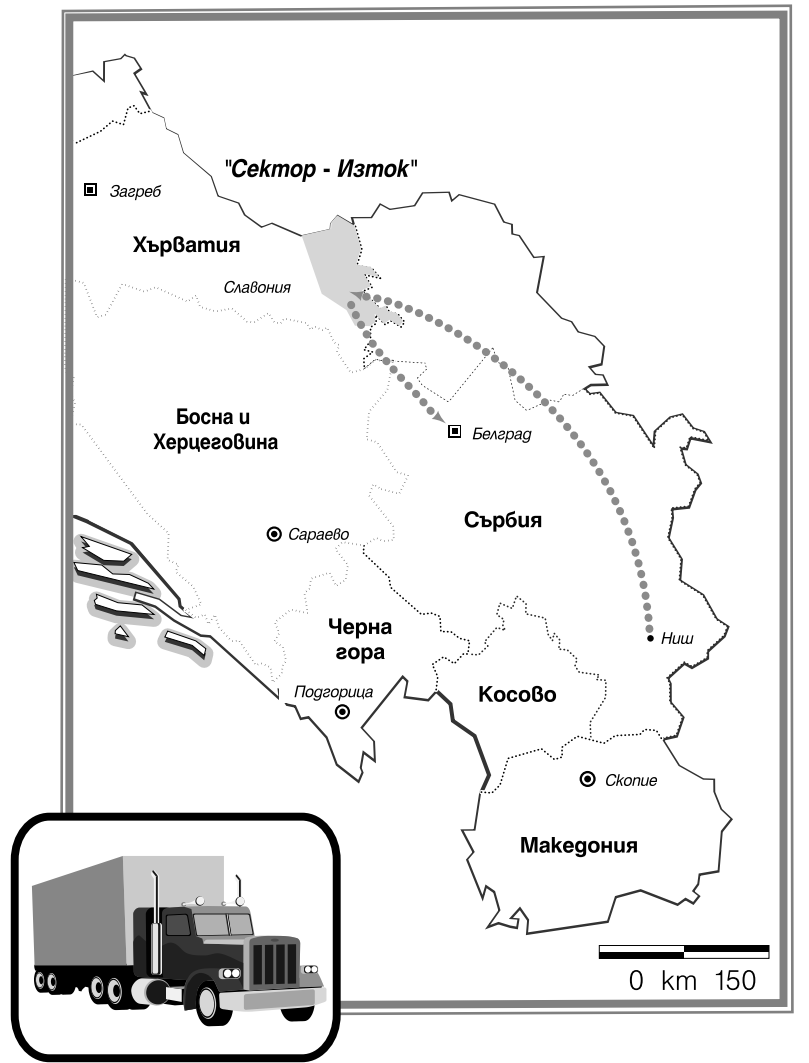 "Сектор - Изток"
Загреб
Хърватия
Славония
Босна и
Херцеговина
Белград
Сърбия
Сараево
Черна
гора
Ниш
Подгорица
Косово
Скопие
Македония
0 km 150